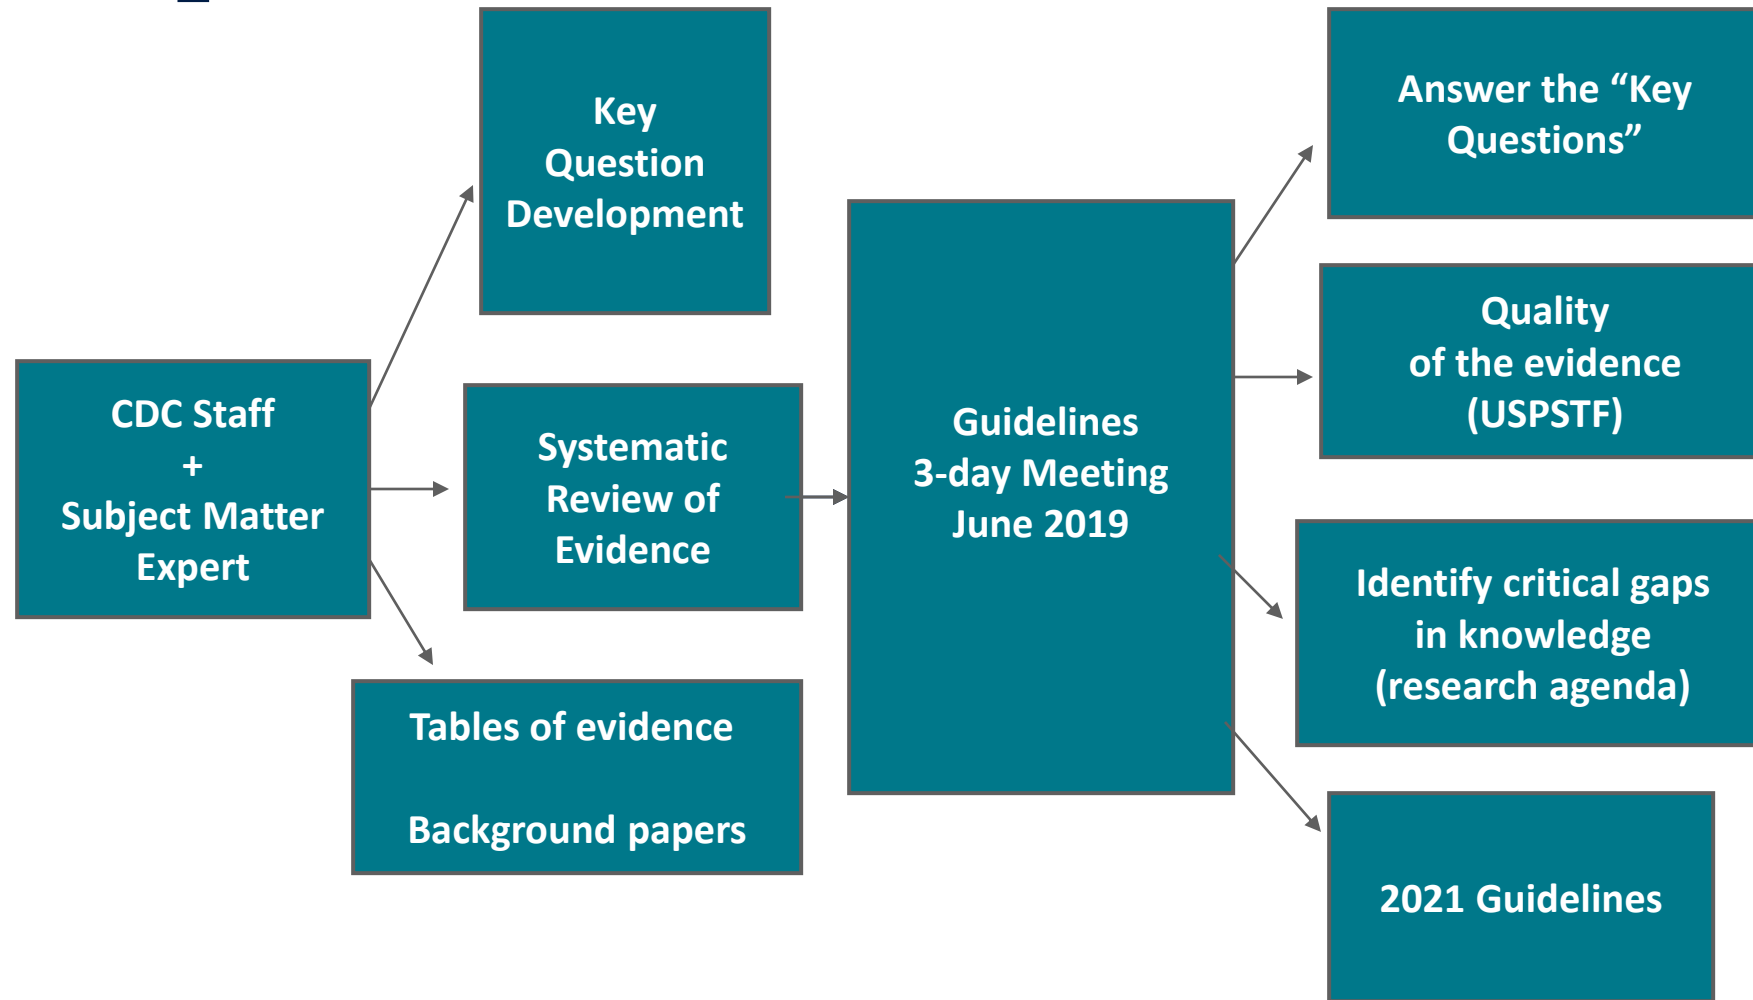 Key
Question
Development
CDC Staff
+
Subject Matter
Expert
Systematic
Review of
Evidence
Tables of evidence
Background papers
Guidelines
3-day Meeting
June 2019
Answer the “Key
Questions”
Quality
of the evidence
(USPSTF)
Identify critical gaps
in knowledge
(research agenda)
2021 Guidelines